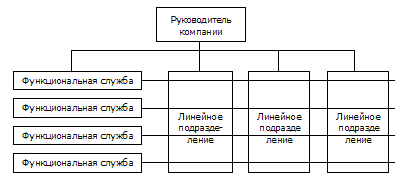 Руководитель
компании
Функциональная служба
Функциональная служба
Функциональная служба
Функциональная служба
Линейное
подразде-
ление
Линейное
подразде
ление
Линейное
подразде
ление